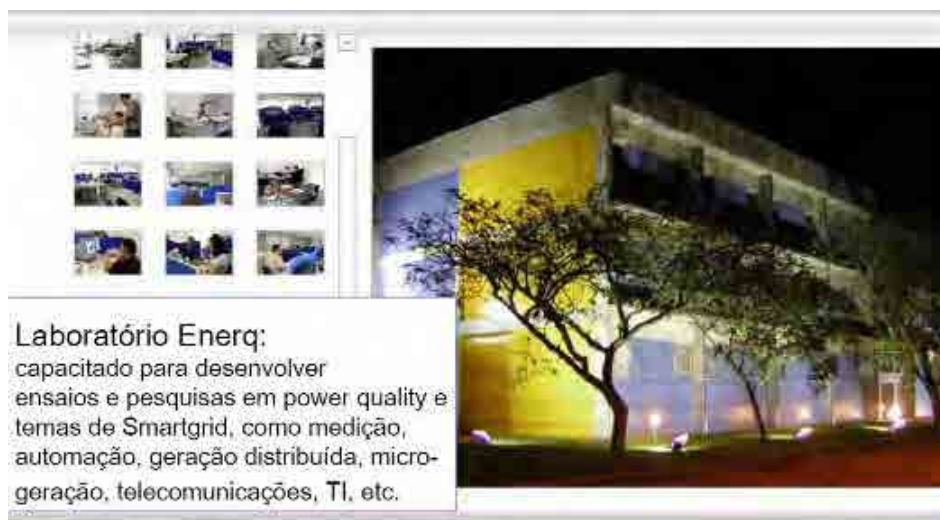 Laboratório Enerq:
capacitado para desenvolver
ensaios e pesquisas em power quality e
temas de Smartgrid, como medição,
automação, geração distribuída, micro-
geração, telecomunicações, TI, etc.